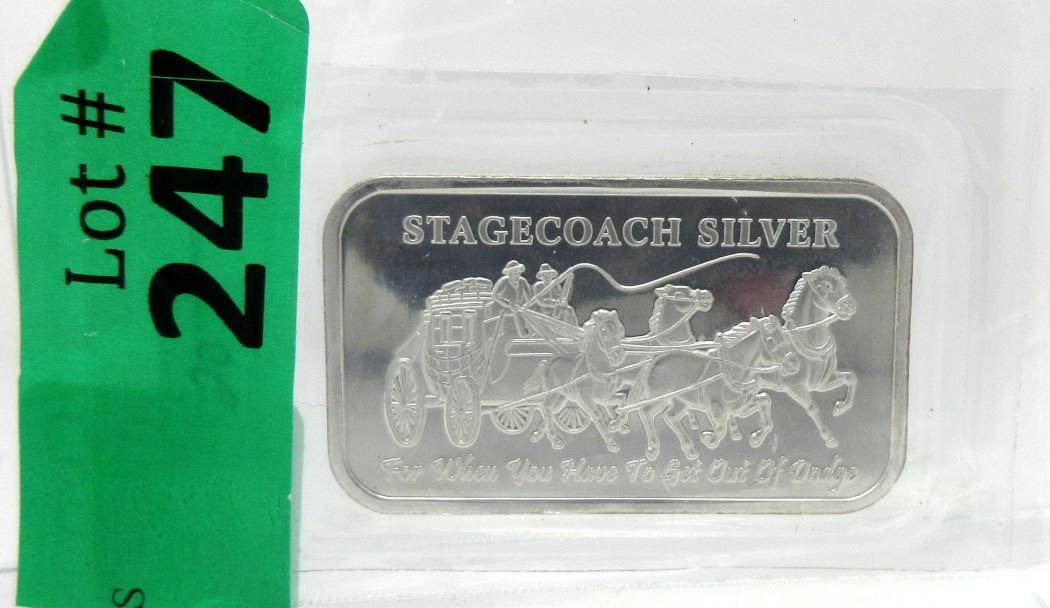 Lot #
247
STAGECOACH SILVER
For When You Have To Get Out Of Dodge
s